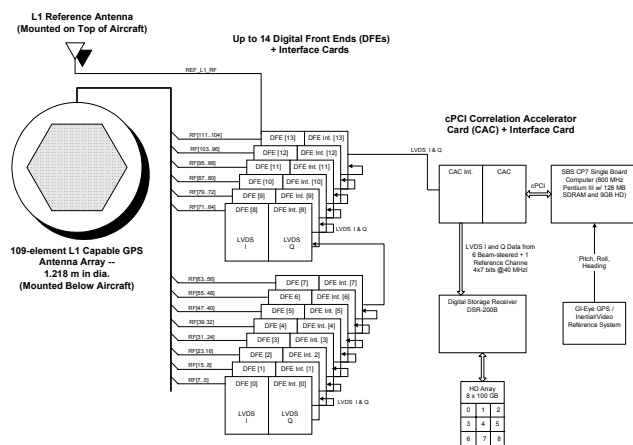 L1 Reference Antenna
(Mounted on Top of Aircraft)
Up to 14 Digital Front Ends (DFEs)
+ Interface Cards
REF_L1_RF
cPCI Correlation Accelerator
Card (CAC) + Interface Card
RF[111..104]
DFE [13]
DFE Int. [13]
LVDS I & Q
RF[103..96]
DFE [12]
DFE Int. [12]
RF[95..88]
DFE [11]
DFE Int. [11]
RF[87..80]
DFE [10]
DFE Int. [10]
RF[79..72]
DFE [9]
DFE Int. [9]
RF[71..64]
DFE [8]
DFE Int. [8]
LVDS I & Q
LVDS
I
LVDS
Q
CAC Int.
CAC
cPCI
SBS CP7 Single Board
Computer (800 MHz
Pentium III w/ 128 MB
SDRAM and 9GB HD)
109-element L1 Capable GPS
Antenna Array --
1.218 m in dia.
(Mounted Below Aircraft)
LVDS I and Q Data from
6 Beam-steered + 1
Reference Channe
4x7 bits @40 MHz
Pitch, Roll,
Heading
RF[63..56]
DFE [7]
DFE Int. [7]
RF[55..48]
DFE 6]
DFE Int. [6]
RF[47..40]
DFE [5]
DFE Int. [5]
RF[39..32]
DFE [4]
DFE Int. [4]
RF[31..24]
DFE [3]
DFE Int. [3]
RF[23.16]
DFE [2]
DFE Int. 2]
RF[15..8]
DFE [1]
DFE Int. [1]
RF[7..0]
DFE [0]
DFE Int. [0]
LVDS I & Q
LVDS
I
LVDS
Q
Digital Storage Receiver
DSR-200B
GI-Eye GPS /
Inertial/Video
Reference System
HD Array
8 x 100 GB
0 1 2
3 4 5
6 7 8